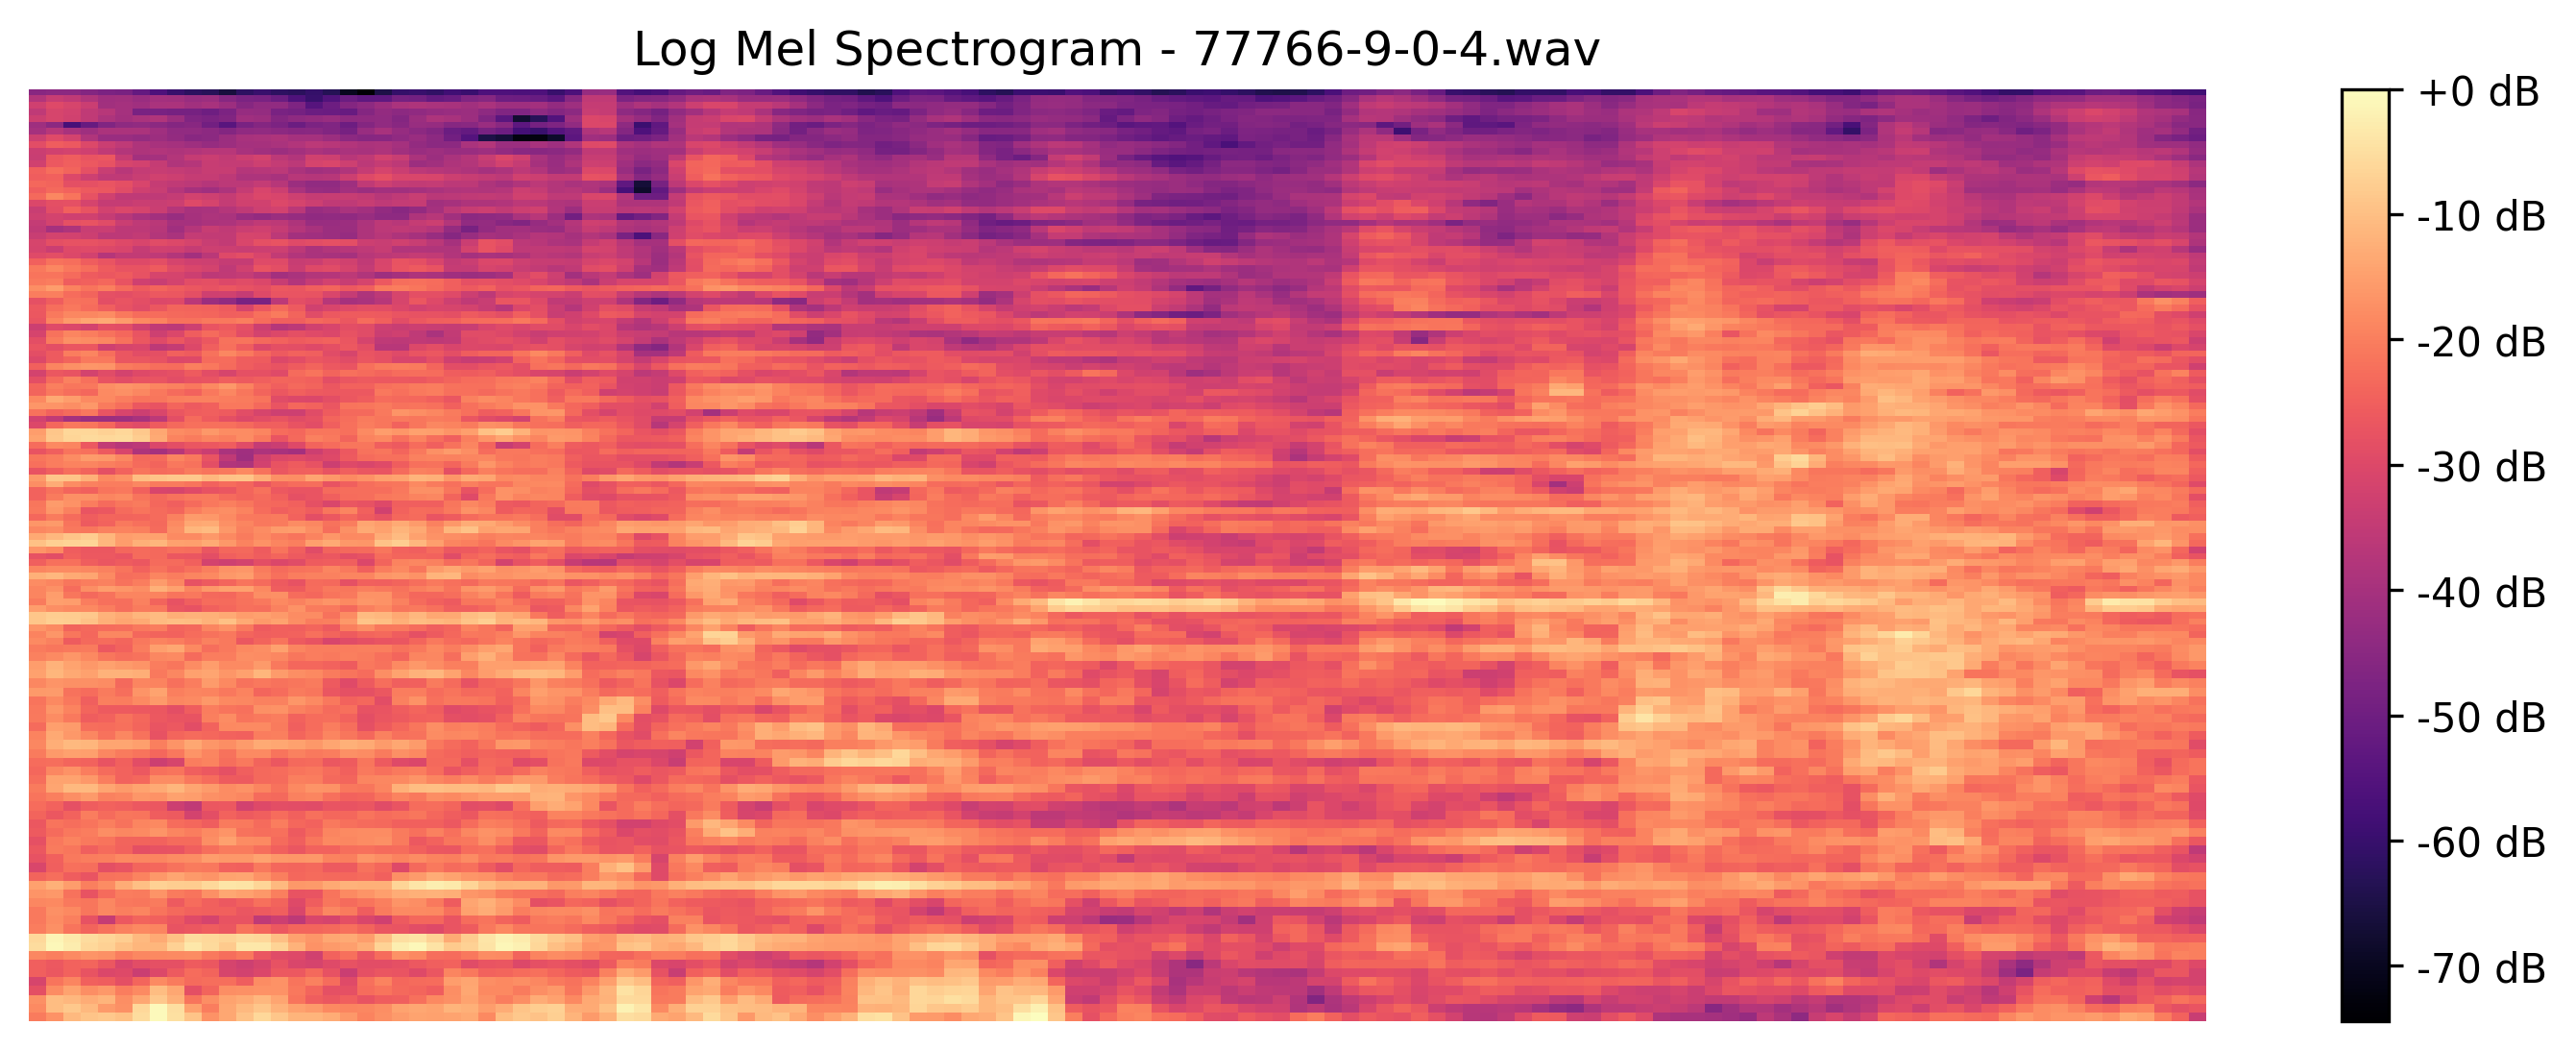 Log Mel Spectrogram - 77766-9-0-4.wav
+0 dB
-10 dB
-20 dB
-30 dB
-40 dB
-50 dB
-60 dB
-70 dB